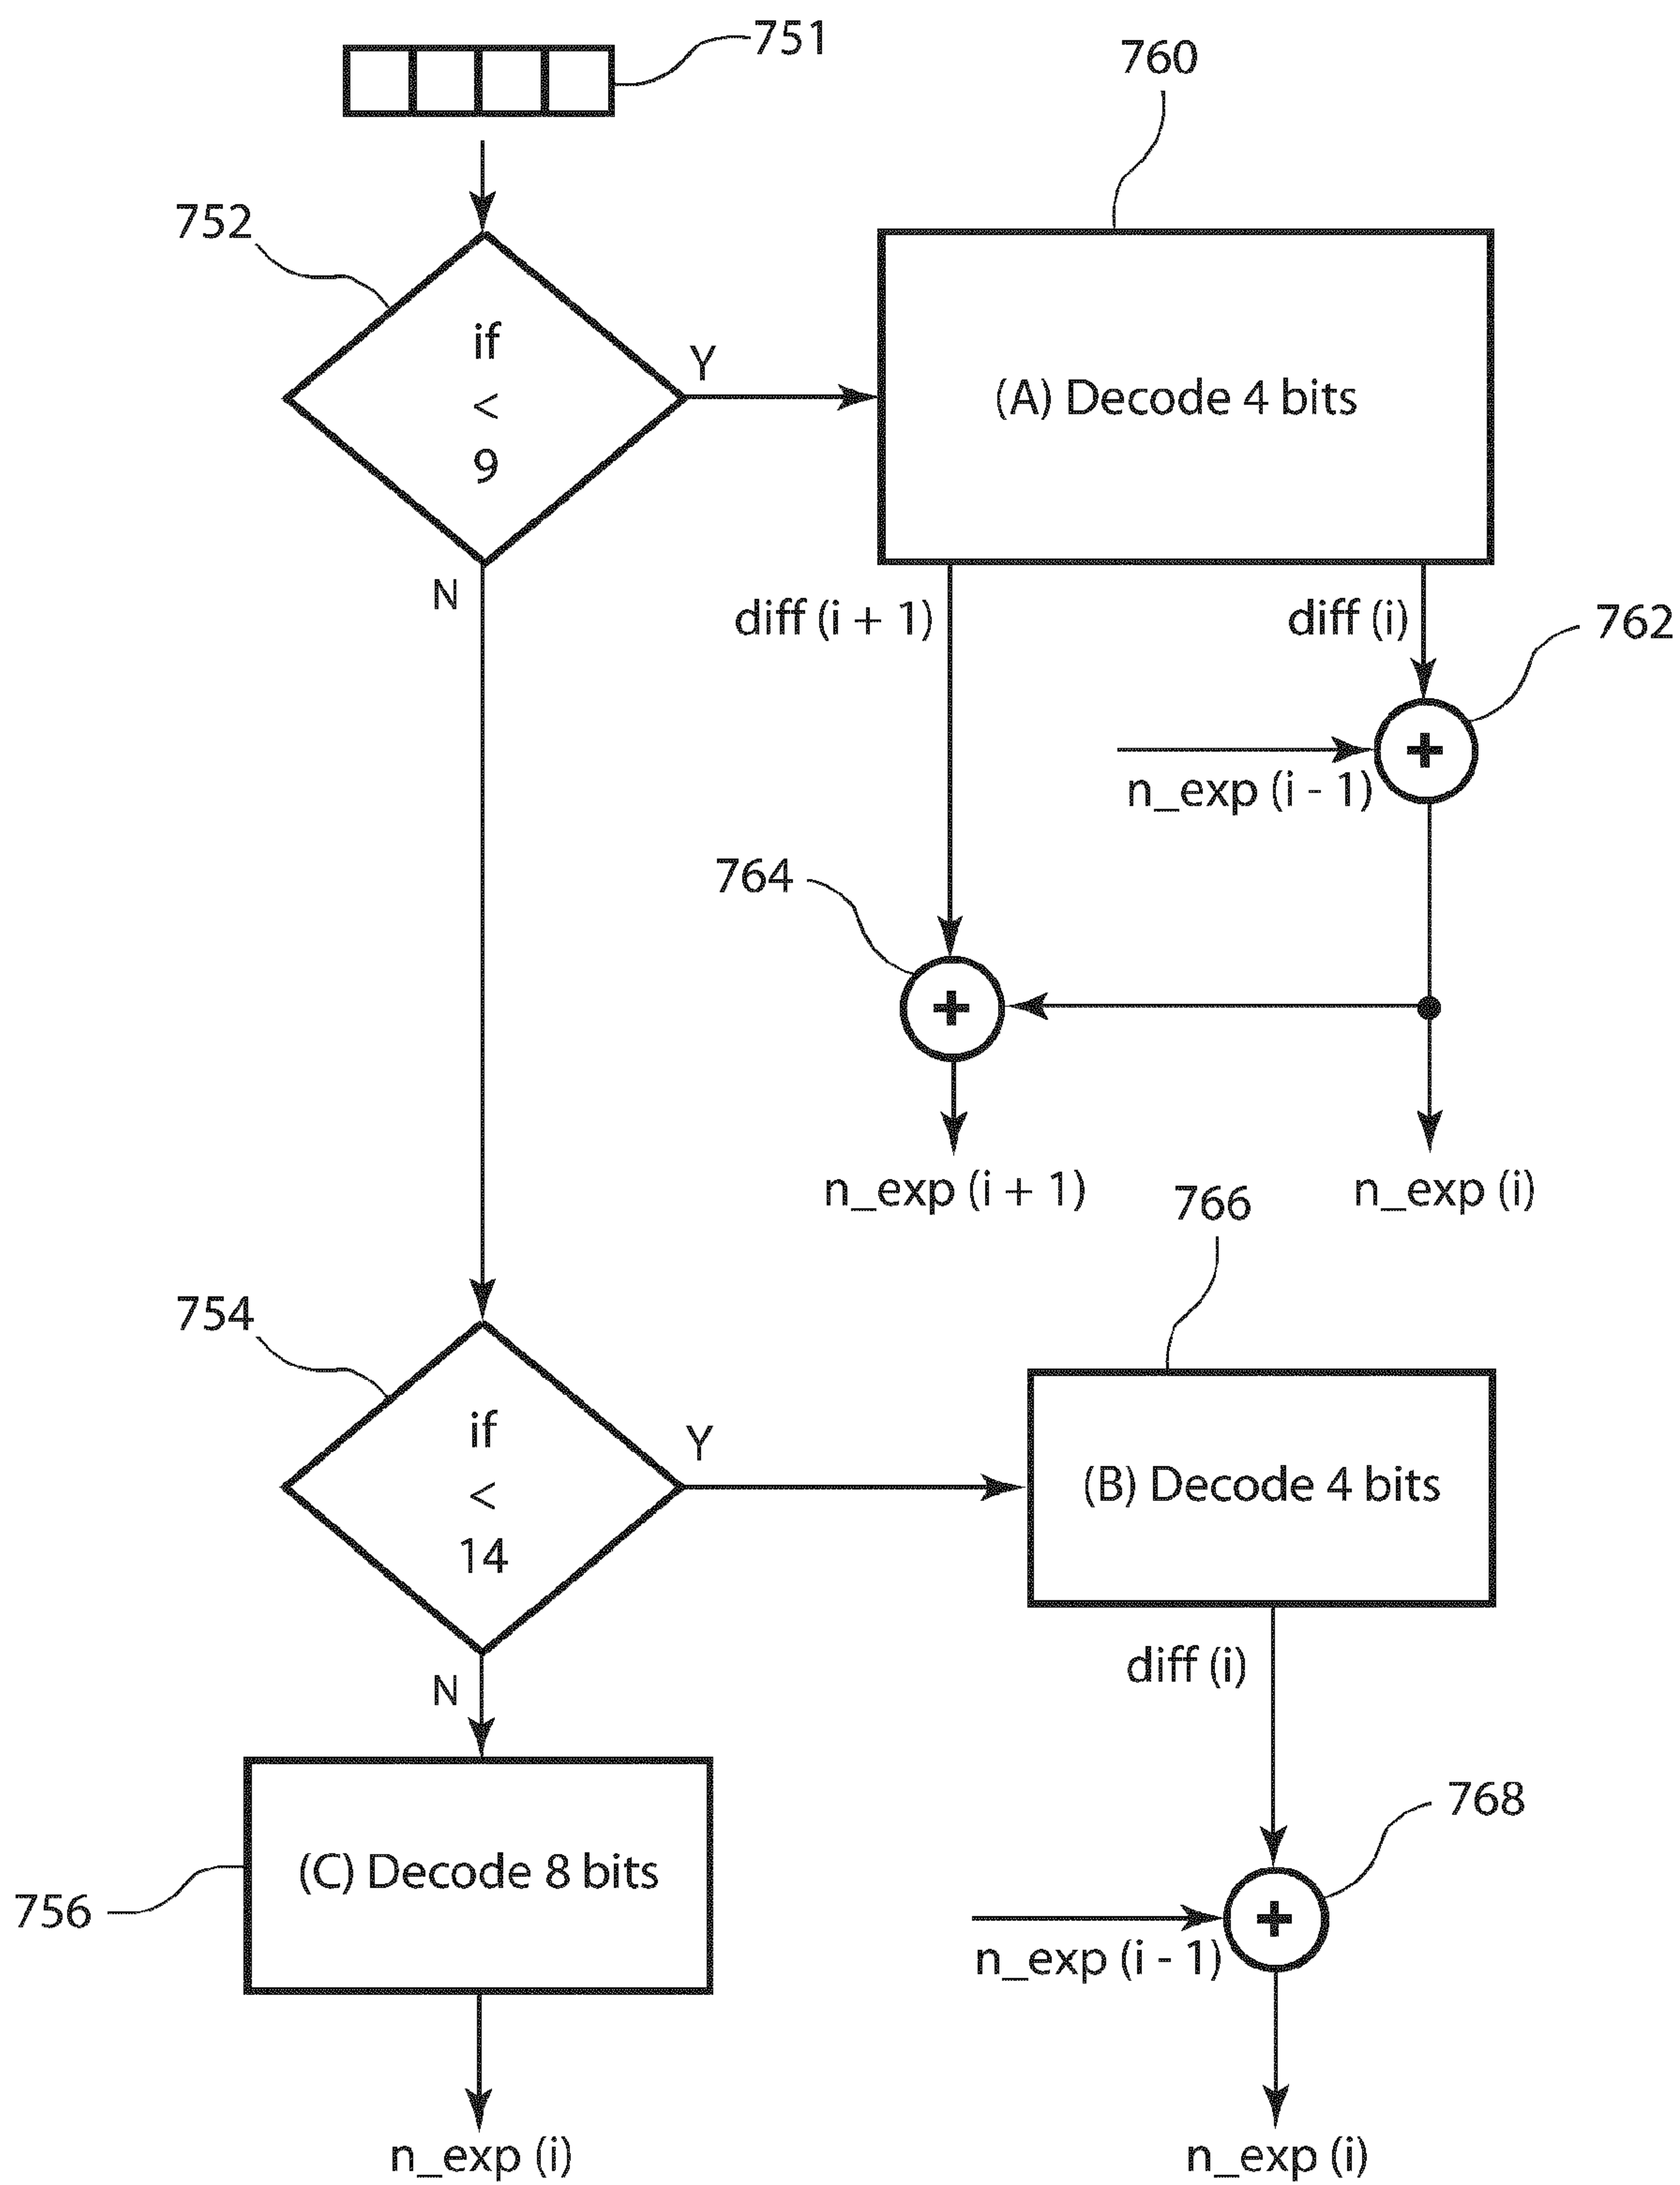 751
760
752
if
<
9
Y
(A) Decode 4 bits
N
diff (i + 1)
diff (i)
762
n_exp (i - 1)
764
n_exp (i + 1)
n_exp (i)
766
754
if
<
14
Y
(B) Decode 4 bits
N
diff (i)
768
(C) Decode 8 bits
756
n_exp (i - 1)
n_exp (i)
n_exp (i)